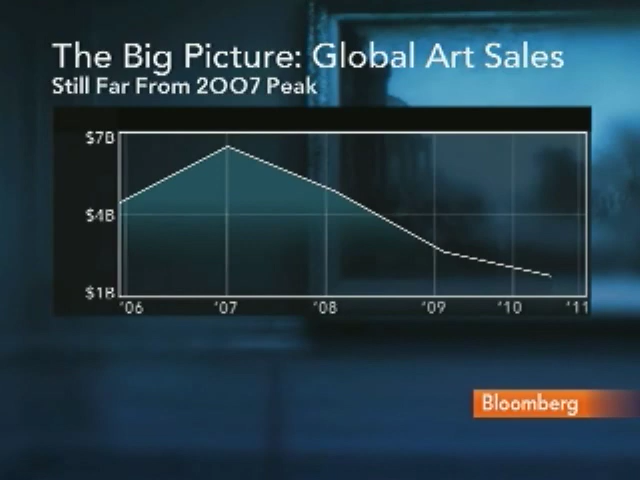 The Big Picture: Global Art Sales
Still Far From 2007 Peak
$7B
$4B
$1B
'06 '07 '08 '09 '10 '11
Bloomberg